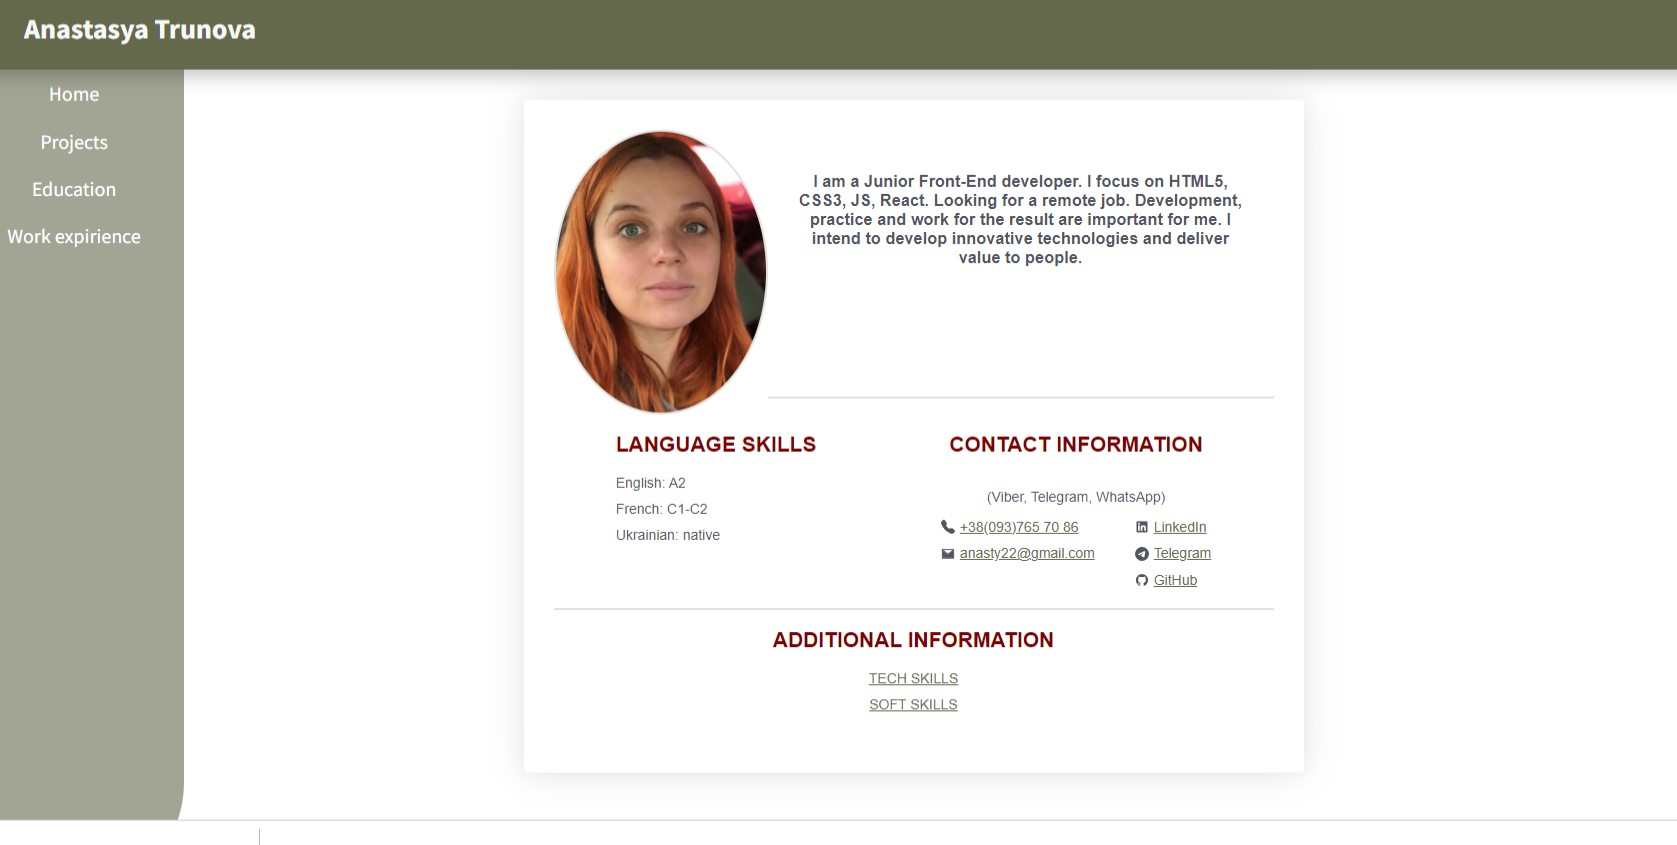 Anastasya Trunova
Home
Projects
Education
Work expirience
I am a Junior Front-End developer. I focus on HTML5,
CSS3, JS, React. Looking for a remote job. Development,
practice and work for the result are important for me. I
intend to develop innovative technologies and deliver
value to people.
LANGUAGE SKILLS
English: A2
French: C1-C2
Ukrainian: native
CONTACT INFORMATION
(Viber, Telegram, WhatsApp)
+38(093)765 70 86
anasty22@gmail.com
LinkedIn
Telegram
GitHub
ADDITIONAL INFORMATION
TECH SKILLS
SOFT SKILLS